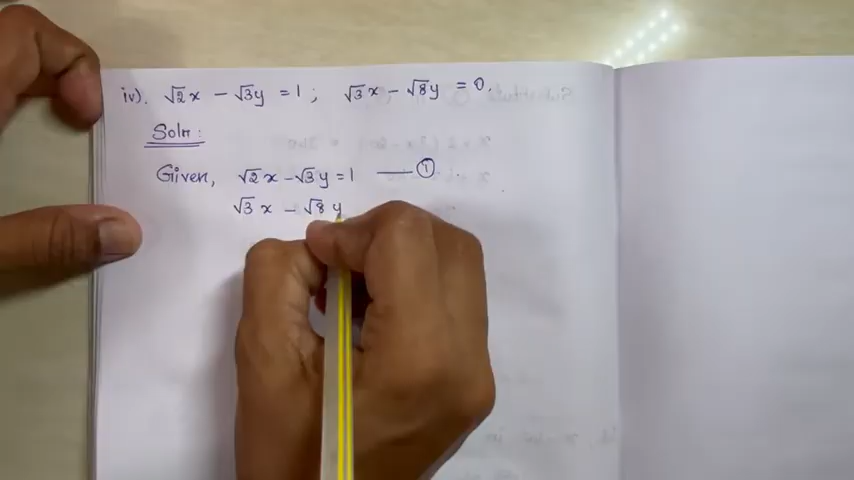 iv). √2x - √3y = 1 ; √3x - √8y = 0.
Soln:
Given, √2x - √3y = 1 —— ①
√3x - √8y